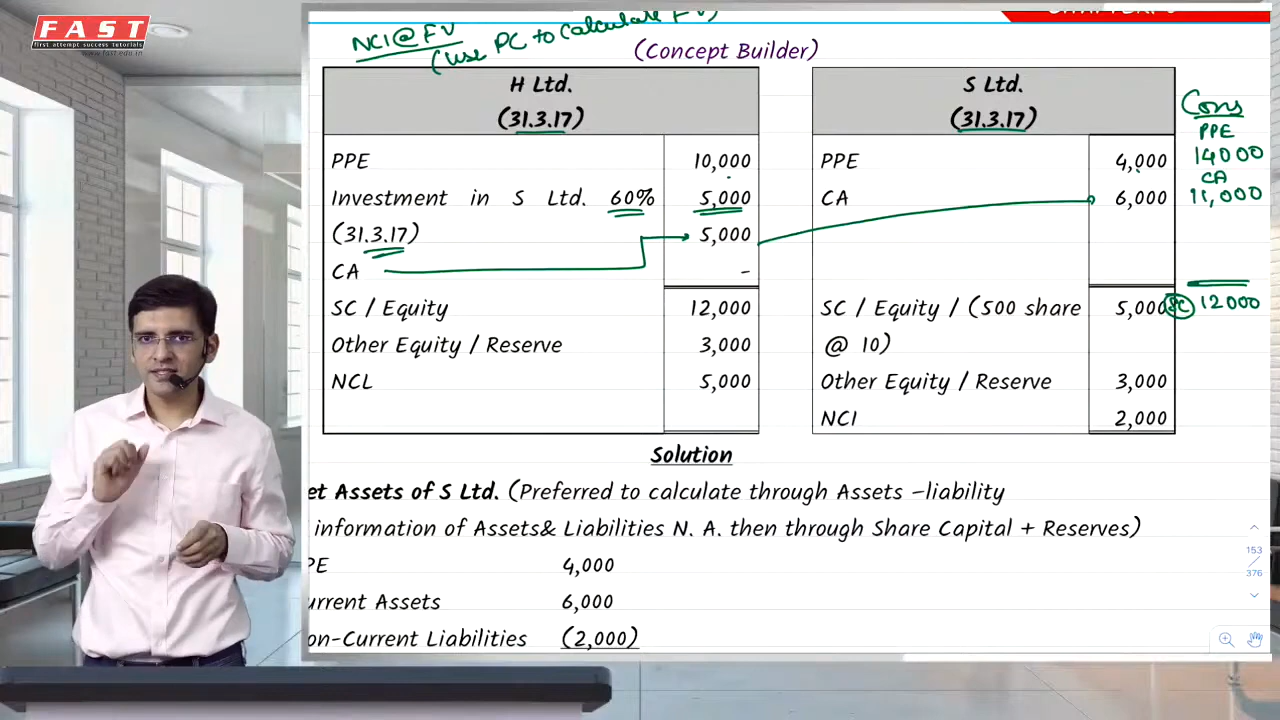 FAST
first attempt success tutorials
www.fast.edu.in
NCI@FV
(use PC to Calculate FV)
(Concept Builder)
H Ltd.
(31.3.17)
PPE 10,000
Investment in S Ltd. 60% 5,000
(31.3.17) 5,000
CA -
SC / Equity 12,000
Other Equity / Reserve 3,000
NCL 5,000
S Ltd.
(31.3.17)
PPE 4,000
CA 6,000
SC / Equity / (500 share 5,000
@ 10)
Other Equity / Reserve 3,000
NCI 2,000
Cons
PPE
14000
CA
11,000
SC 12000
Solution
et Assets of S Ltd. (Preferred to calculate through Assets –liability
information of Assets& Liabilities N. A. then through Share Capital + Reserves)
PE 4,000
urrent Assets 6,000
on-Current Liabilities (2,000)
153
376